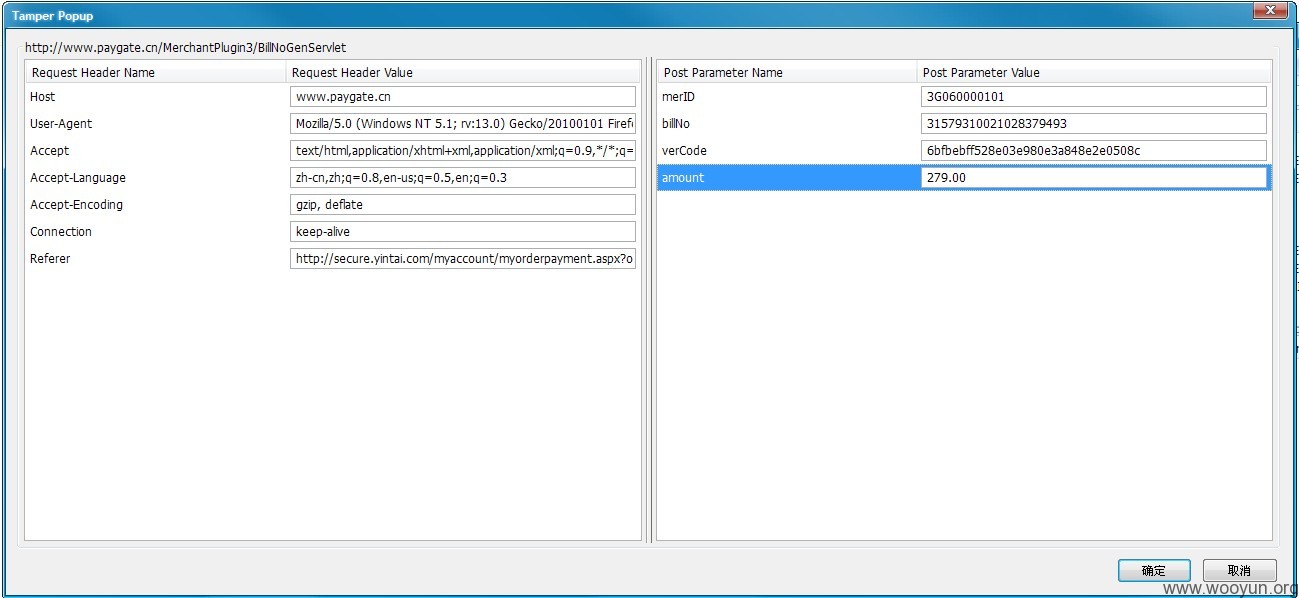 Tamper Popup
http://www.paygate.cn/MerchantPlugin3/BillNoGenServlet
Request Header Name Request Header Value Post Parameter Name Post Parameter Value
Host www.paygate.cn merID 3G060000101
User-Agent Mozilla/5.0 (Windows NT 5.1; rv:13.0) Gecko/20100101 Firef billNo 31579310021028379493
Accept text/html,application/xhtml+xml,application/xml;q=0.9,*/*;q= verCode 6bfbebff528e03e980e3a848e2e0508c
Accept-Language zh-cn,zh;q=0.8,en-us;q=0.5,en;q=0.3 amount 279.00
Accept-Encoding gzip, deflate
Connection keep-alive
Referer http://secure.yintai.com/myaccount/myorderpayment.aspx?o
确定 取消
www.wooyun.org